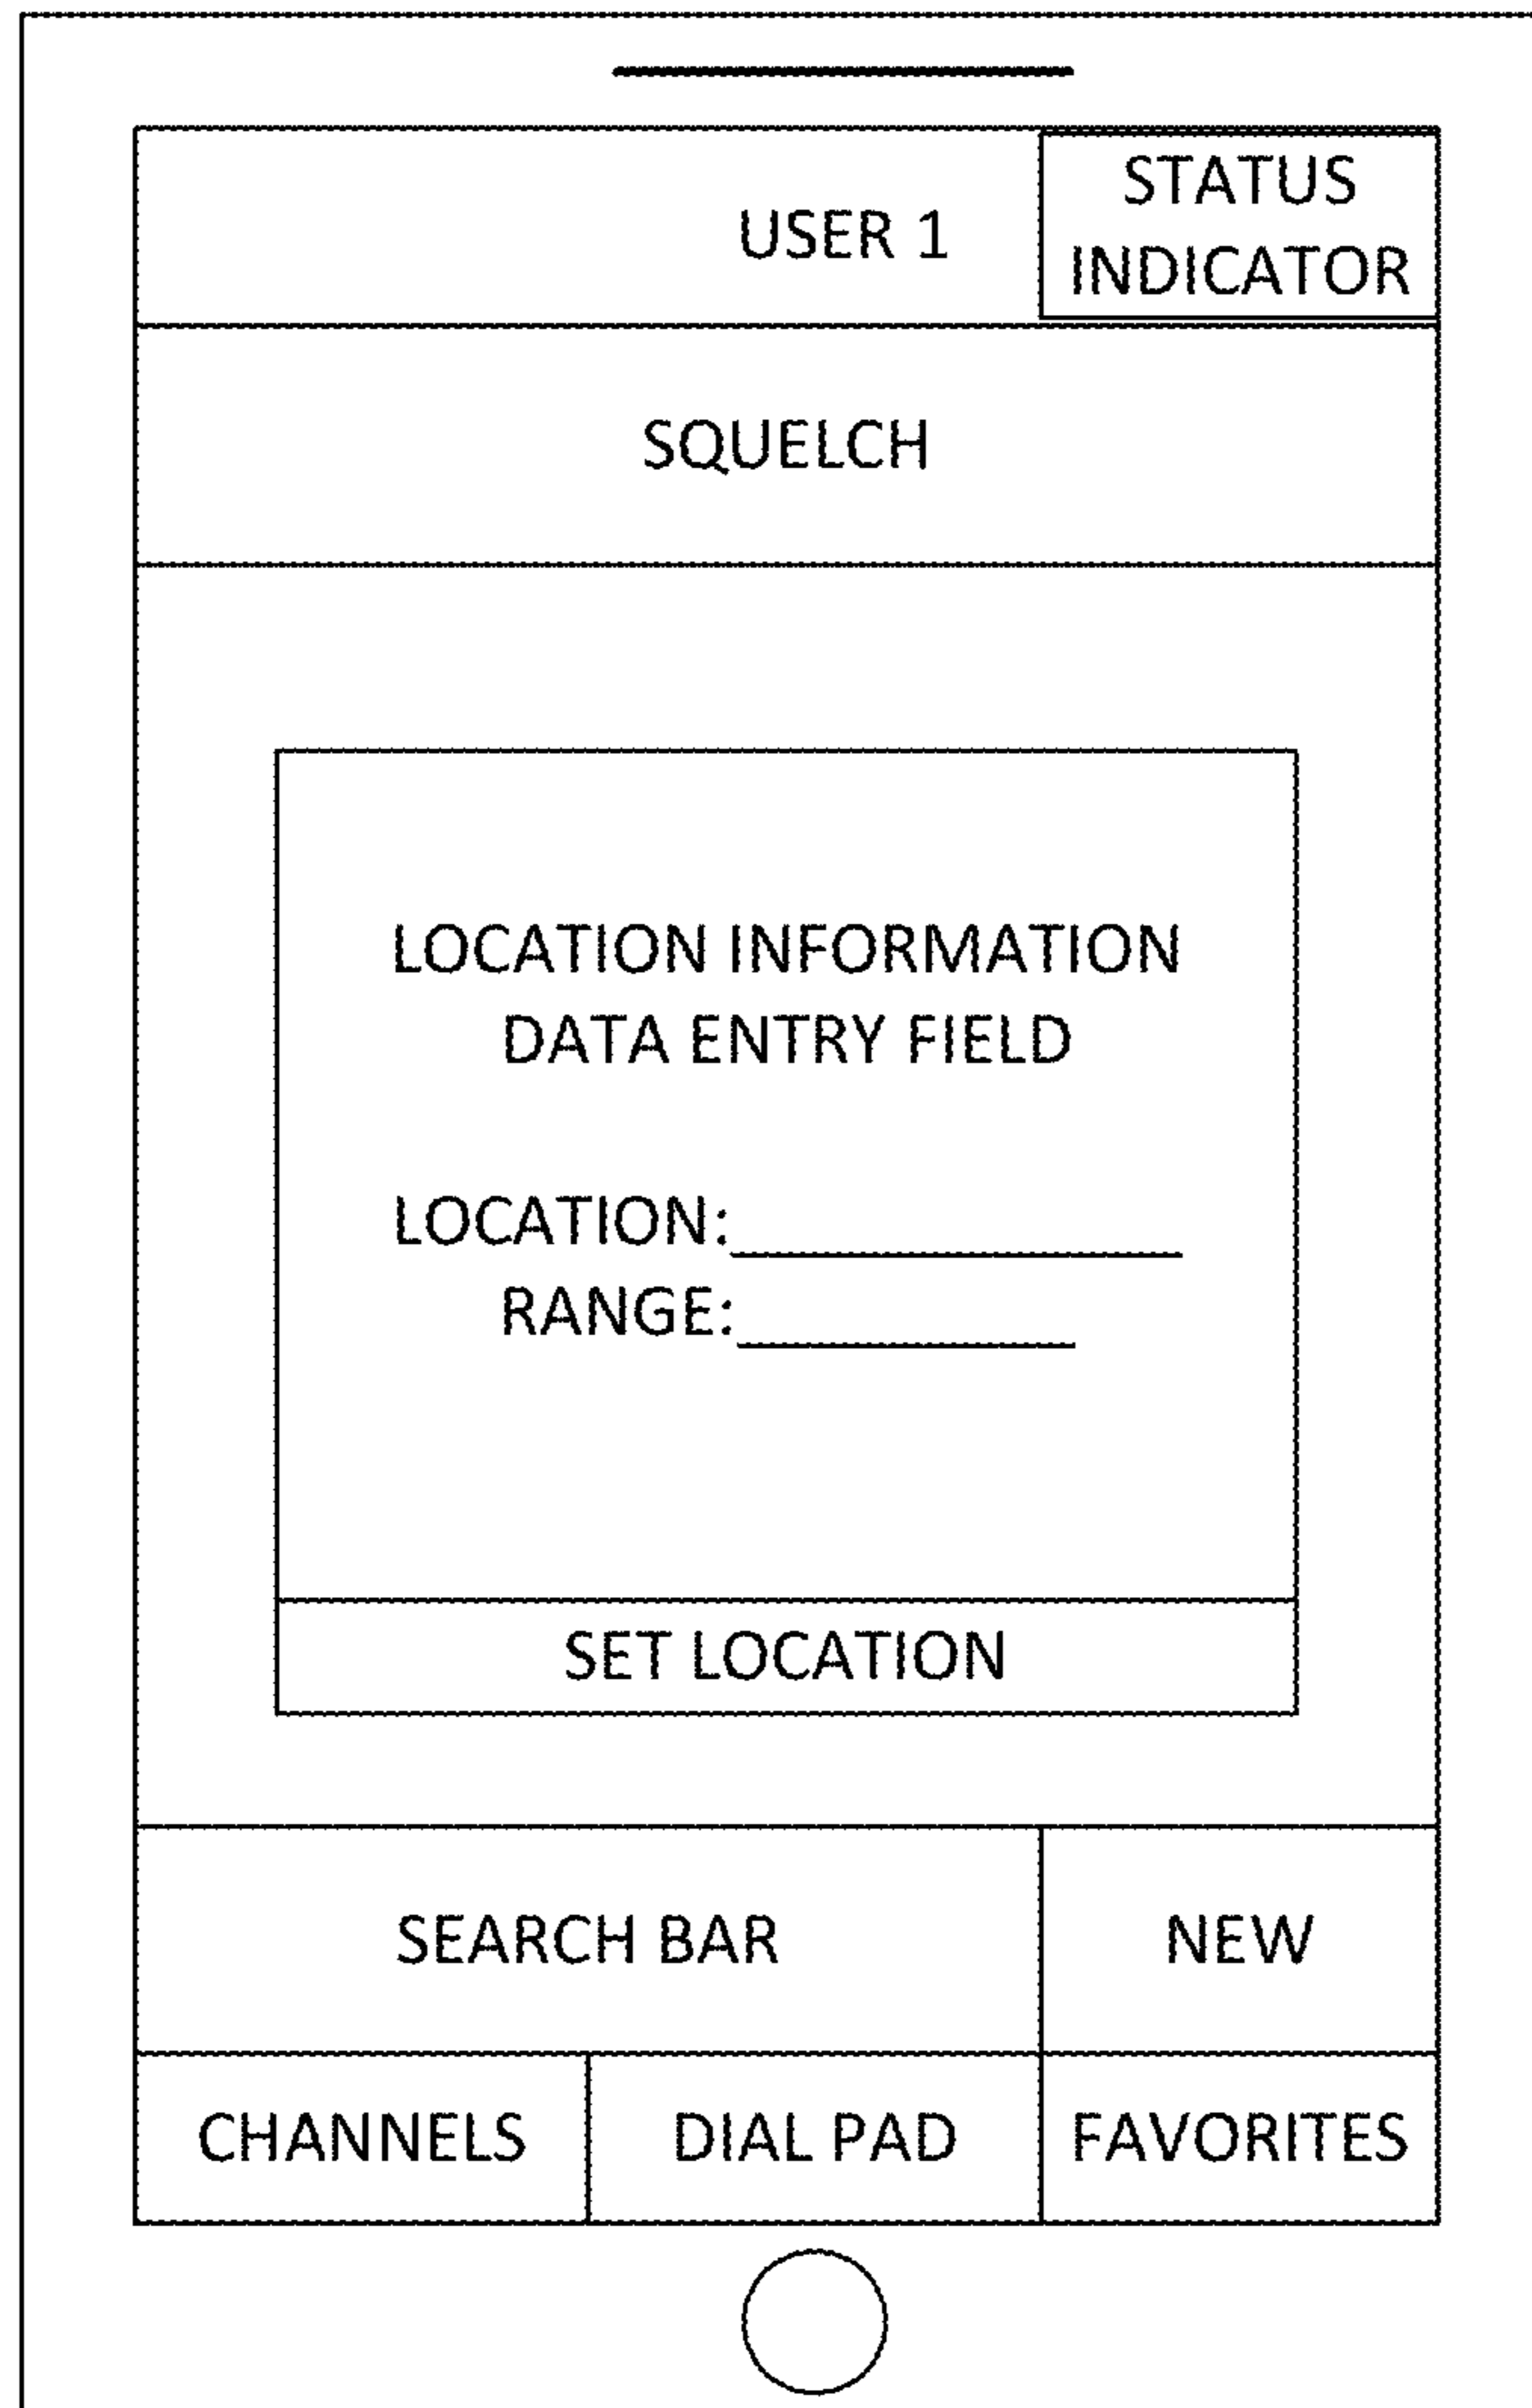 USER 1
STATUS
INDICATOR
SQUELCH
LOCATION INFORMATION
DATA ENTRY FIELD
LOCATION:
RANGE:
SET LOCATION
SEARCH BAR
NEW
CHANNELS
DIAL PAD
FAVORITES